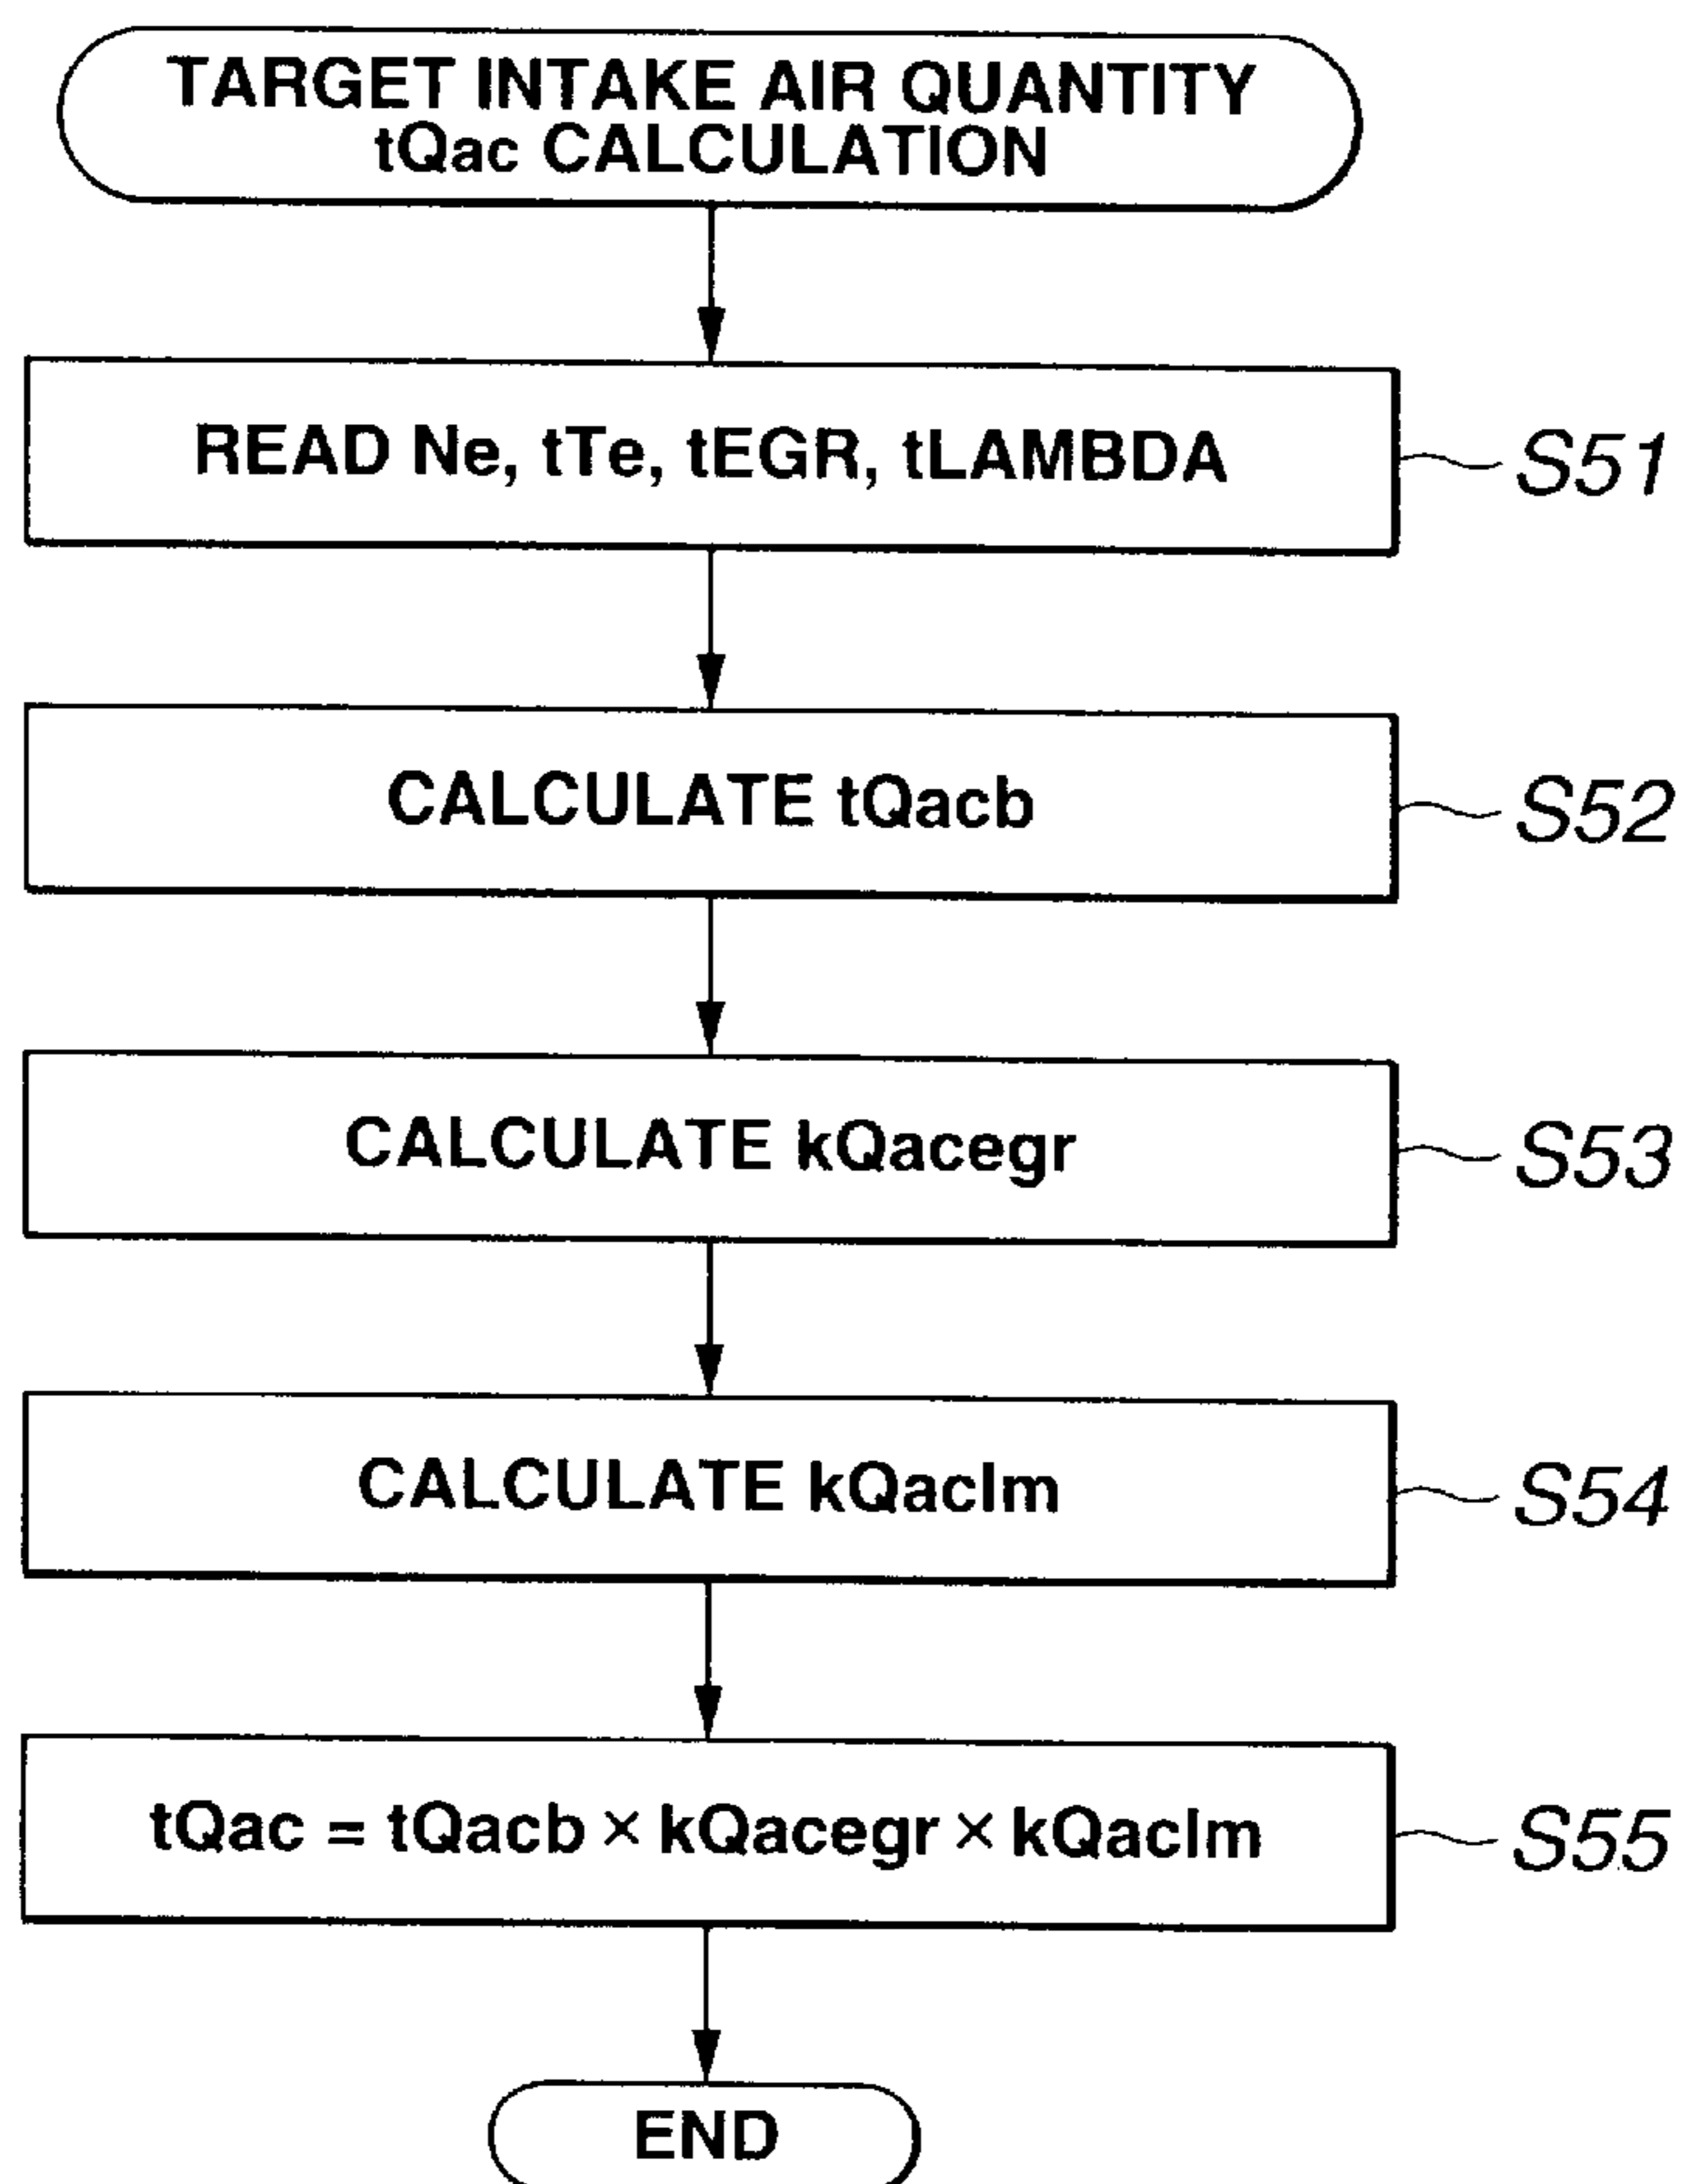 TARGET INTAKE AIR QUANTITY
tQac CALCULATION
READ Ne, tTe, tEGR, tLAMBDA
S51
CALCULATE tQacb
S52
CALCULATE kQacegr
S53
CALCULATE kQaclm
S54
tQac = tQacb × kQacegr × kQaclm
S55
END